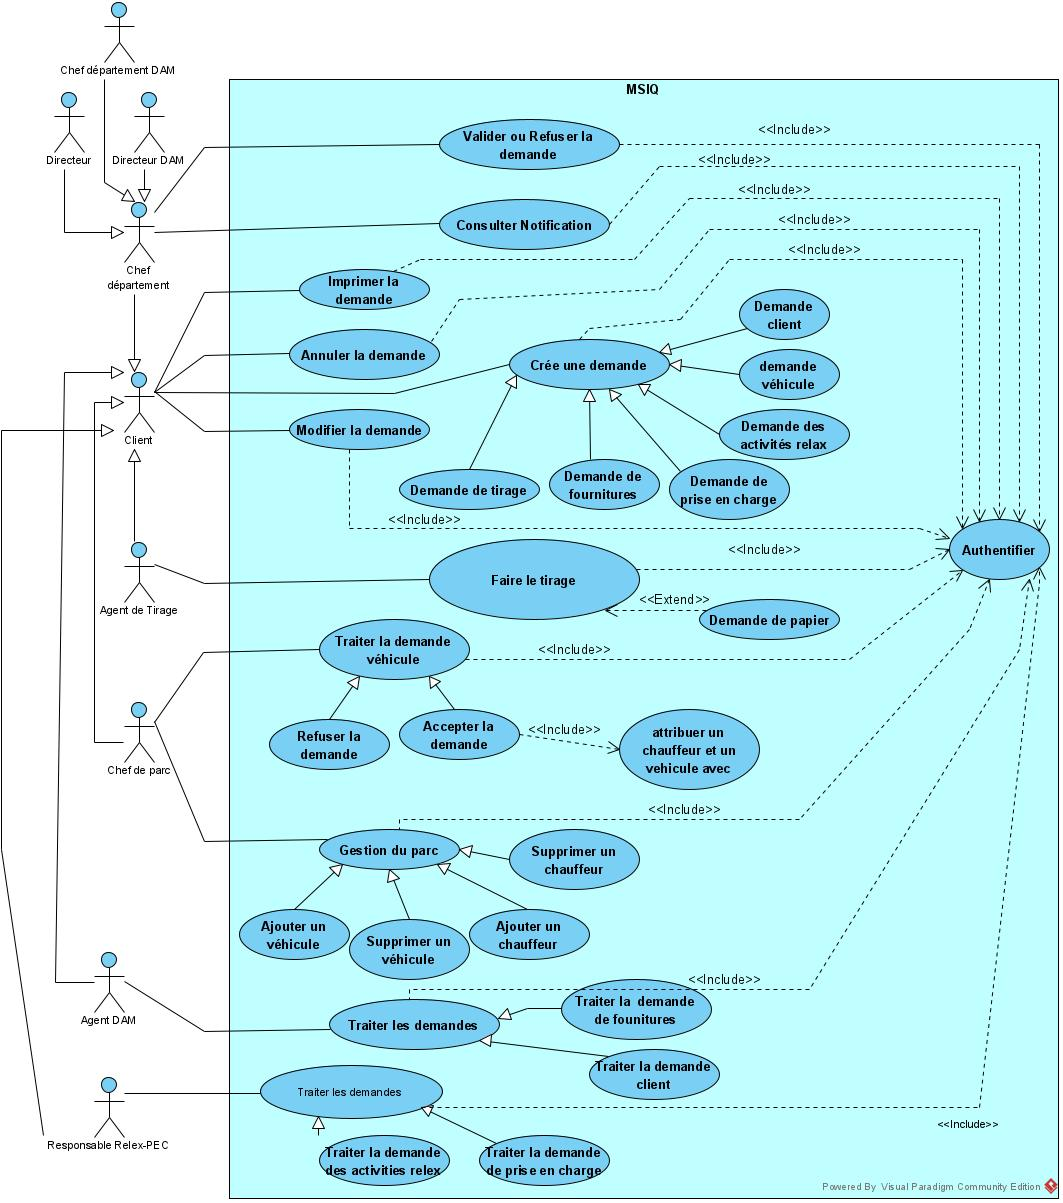 Chef département DAM
MSIQ
Directeur
Directeur DAM
Valider ou Refuser la
demande
<<Include>>
<<Include>>
<<Include>>
Consulter Notification
<<Include>>
<<Include>>
Chef
département
Imprimer la
demande
Demande
client
Annuler la demande
Crée une demande
demande
véhicule
Client
Modifier la demande
Demande des
activités relax
Demande de tirage
Demande de
fournitures
Demande de
prise en charge
<<Include>>
Authentifier
<<Include>>
Faire le tirage
<<Extend>>
Agent de Tirage
Demande de papier
Traiter la demande
véhicule
<<Include>>
Refuser la
demande
Accepter la
demande
<<Include>>
attribuer un
chauffeur et un
vehicule avec
Chef de parc
<<Include>>
Gestion du parc
Supprimer un
chauffeur
Ajouter un
véhicule
Supprimer un
véhicule
Ajouter un
chauffeur
<<Include>>
Agent DAM
Traiter les demandes
Traiter la  demande
de founitures
Traiter la demande
client
Traiter les demandes
<<Include>>
Responsable Relex-PEC
Traiter la demande
des activities relex
Traiter la demande
de prise en charge
Powered By  Visual Paradigm Community Edition